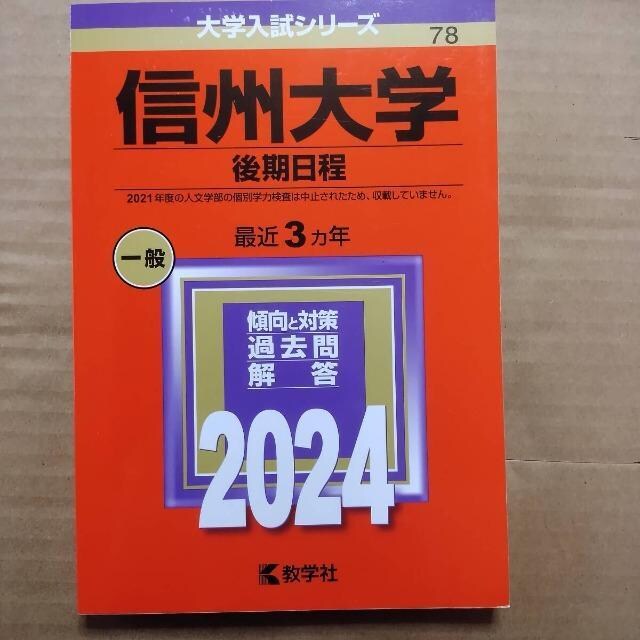 大学入試シリーズ
78
信州大学
後期日程
2021年度の人文学部の個別学力検査は中止されたため、収載していません。
最近3カ年
一般
傾向と対策
過去問
解答
2024
教学社